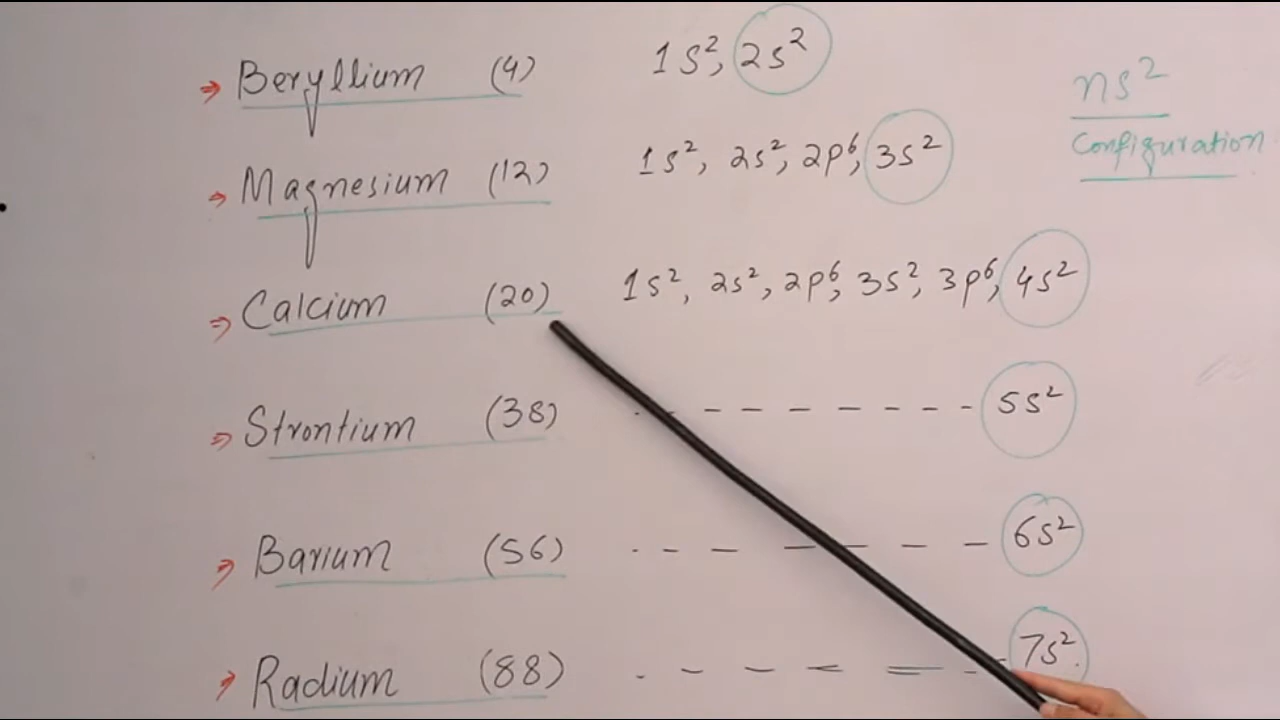 ⇒ Beryllium (4) 1s², 2s²
ns²
Configuration
⇒ Magnesium (12) 1s², 2s², 2p⁶, 3s²
⇒ Calcium (20) 1s², 2s², 2p⁶, 3s², 3p⁶, 4s²
⇒ Strontium (38) - - - - - - - - 5s²
⇒ Barium (56) - - - - - - - 6s²
⇒ Radium (88) - - - - - - 7s²